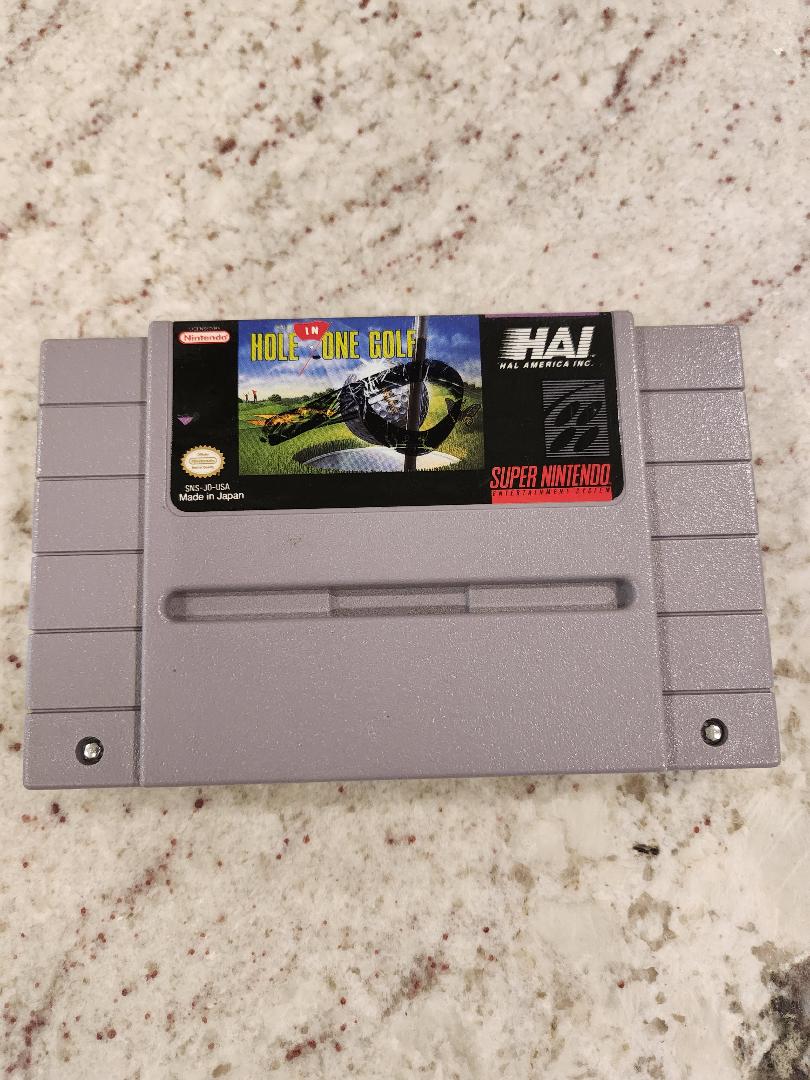 LICENSED BY
Nintendo
HOLE IN ONE GOLF
HAL
HAL AMERICA INC.
SNS-JO-USA
Made in Japan
SUPER NINTENDO
ENTERTAINMENT SYSTEM